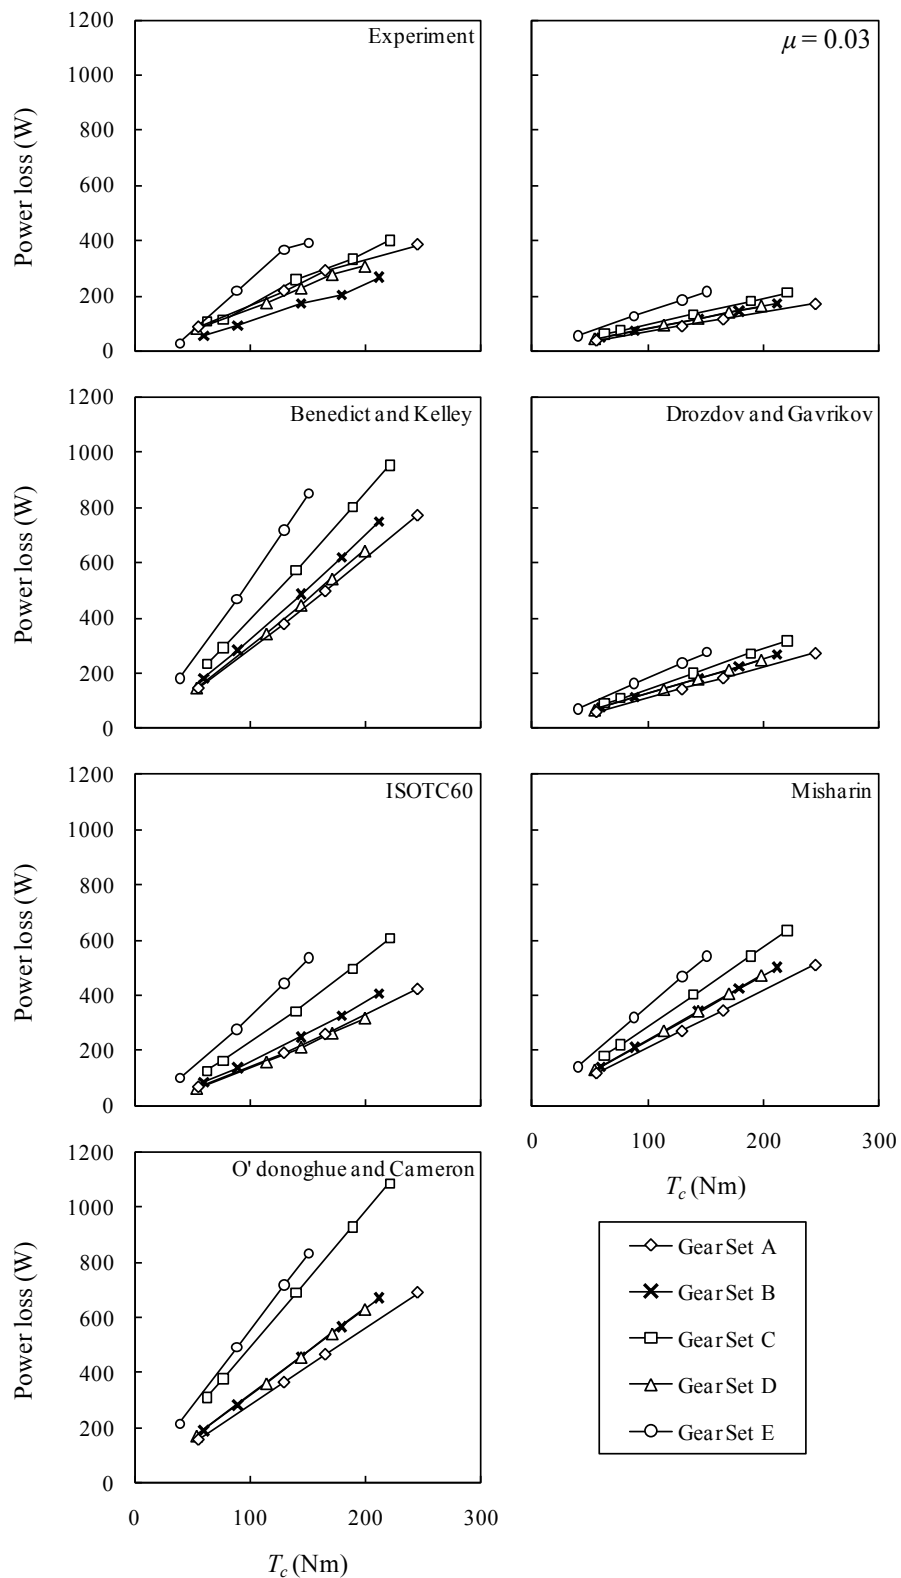 1200
1000
800
600
400
200
0
Power loss (W)
Experiment
μ = 0.03
1200
1000
800
600
400
200
0
Power loss (W)
Benedict and Kelley
Drozdov and Gavrikov
1200
1000
800
600
400
200
0
Power loss (W)
ISOTC60
Misharin
0 100 200 300
T_c (Nm)
1200
1000
800
600
400
200
0
Power loss (W)
O' donoghue and Cameron
0 100 200 300
T_c (Nm)
Gear Set A
Gear Set B
Gear Set C
Gear Set D
Gear Set E